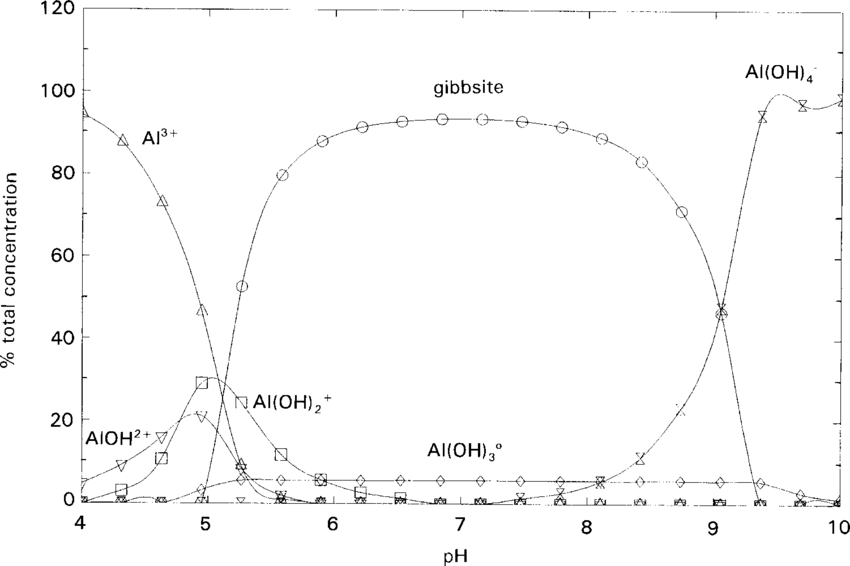 120
100
80
60
40
20
0
% total concentration
4
5
6
7
8
9
10
pH
Al³⁺
AlOH²⁺
Al(OH)₂⁺
gibbsite
Al(OH)₃°
Al(OH)₄⁻